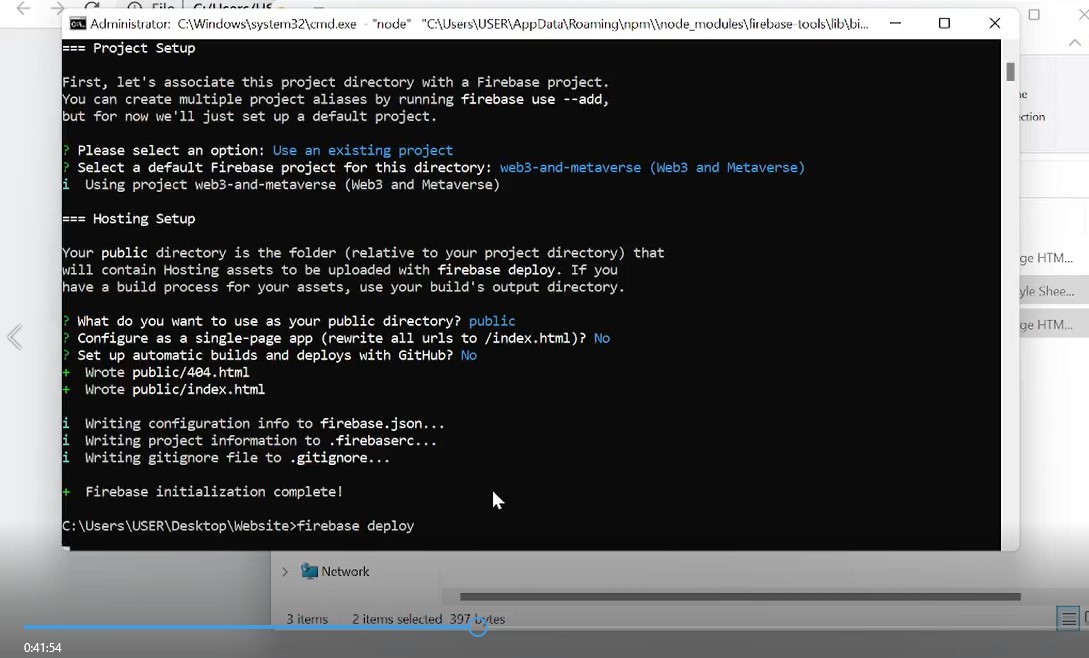 File C:/Users/US
Administrator: C:\Windows\system32\cmd.exe - "node" "C:\Users\USER\AppData\Roaming\npm\\node_modules\firebase-tools\lib\bi...
=== Project Setup
First, let's associate this project directory with a Firebase project.
You can create multiple project aliases by running firebase use --add,
but for now we'll just set up a default project.
? Please select an option: Use an existing project
? Select a default Firebase project for this directory: web3-and-metaverse (Web3 and Metaverse)
i Using project web3-and-metaverse (Web3 and Metaverse)
=== Hosting Setup
Your public directory is the folder (relative to your project directory) that
will contain Hosting assets to be uploaded with firebase deploy. If you
have a build process for your assets, use your build's output directory.
? What do you want to use as your public directory? public
? Configure as a single-page app (rewrite all urls to /index.html)? No
? Set up automatic builds and deploys with GitHub? No
+ Wrote public/404.html
+ Wrote public/index.html
i Writing configuration info to firebase.json...
i Writing project information to .firebaserc...
i Writing gitignore file to .gitignore...
+ Firebase initialization complete!
C:\Users\USER\Desktop\Website>firebase deploy
ne
ction
ge HTM...
yle Shee...
ge HTM...
Network
3 items 2 items selected 397 bytes
0:41:54